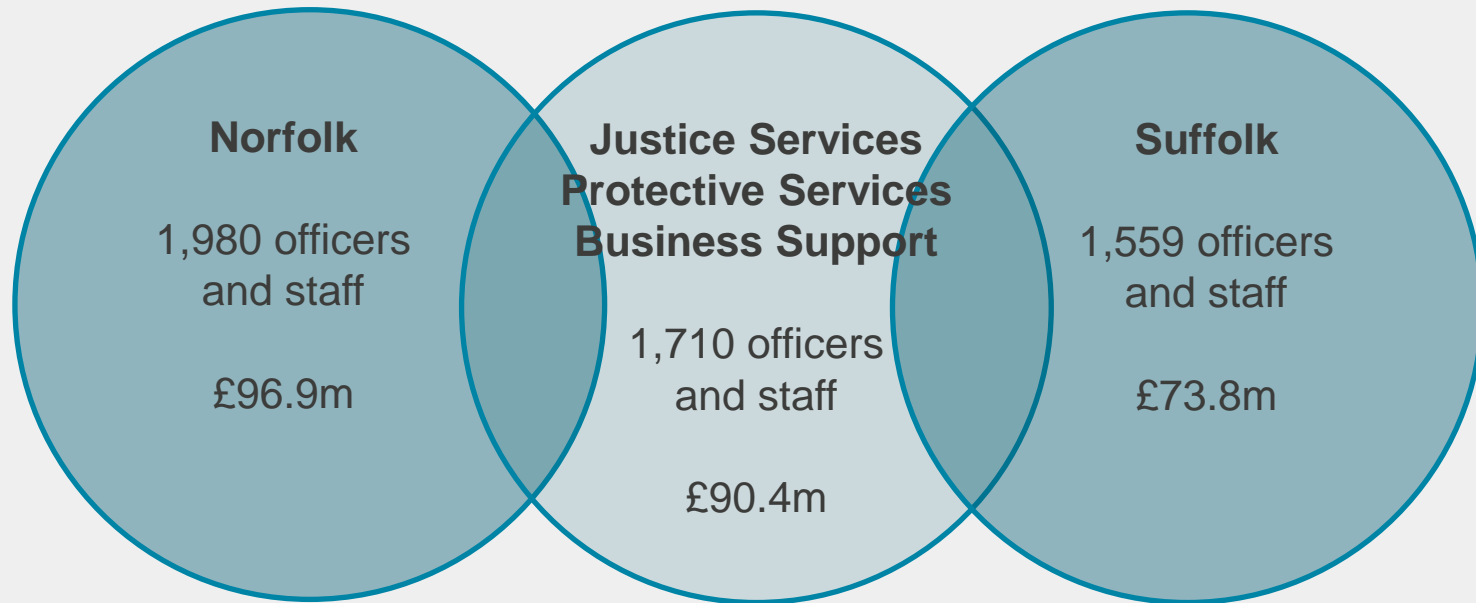 Norfolk
1,980 officers
and staff
£96.9m
Justice Services
Protective Services
Business Support
1,710 officers
and staff
£90.4m
Suffolk
1,559 officers
and staff
£73.8m